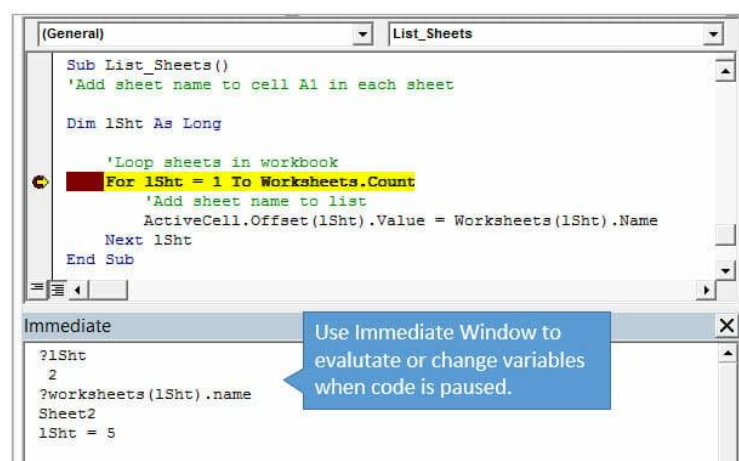 (General)
List_Sheets
Sub List_Sheets()
'Add sheet name to cell A1 in each sheet
Dim lSht As Long
'Loop sheets in workbook
For lSht = 1 To Worksheets.Count
'Add sheet name to list
ActiveCell.Offset(lSht).Value = Worksheets(lSht).Name
Next lSht
End Sub
Immediate
?lSht
2
?worksheets(lSht).name
Sheet2
lSht = 5
Use Immediate Window to
evalutate or change variables
when code is paused.